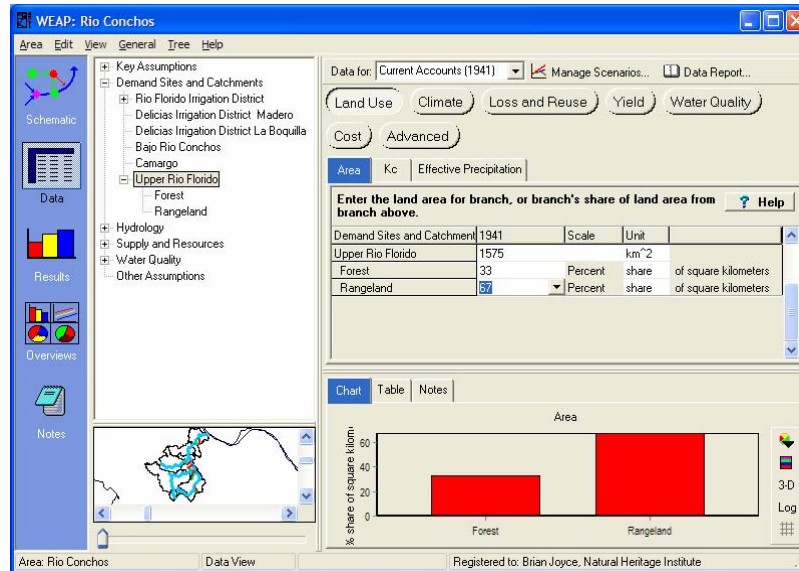 WEAP: Rio Conchos
Area Edit View General Tree Help
Schematic
Data
Results
Overviews
Notes
Key Assumptions
Demand Sites and Catchments
Rio Florido Irrigation District
Delicias Irrigation District Madero
Delicias Irrigation District La Boquilla
Bajo Rio Conchos
Camargo
Upper Rio Florido
Forest
Rangeland
Hydrology
Supply and Resources
Water Quality
Other Assumptions
Data for: Current Accounts (1941) Manage Scenarios... Data Report...
Land Use Climate Loss and Reuse Yield Water Quality
Cost Advanced
Area Kc Effective Precipitation
Enter the land area for branch, or branch's share of land area from
branch above.
? Help
Demand Sites and Catchment 1941 Scale Unit
Upper Rio Florido 1575 km^2
Forest 33 Percent share of square kilometers
Rangeland 67 Percent share of square kilometers
Chart Table Notes
Area
% share of square kilom
60
40
20
0
Forest Rangeland
3-D
Log
Area: Rio Conchos Data View Registered to: Brian Joyce, Natural Heritage Institute